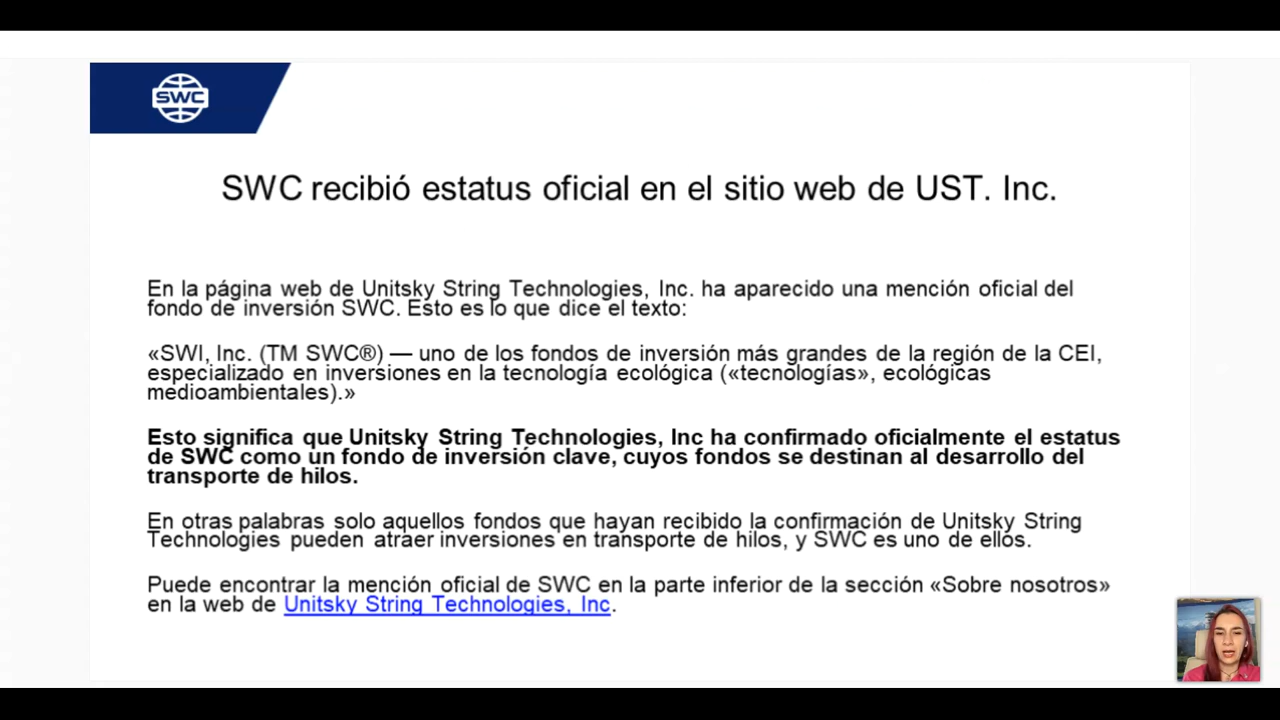 SWC
SWC recibió estatus oficial en el sitio web de UST. Inc.
En la página web de Unitsky String Technologies, Inc. ha aparecido una mención oficial del
fondo de inversión SWC. Esto es lo que dice el texto:
«SWI, Inc. (TM SWC®) — uno de los fondos de inversión más grandes de la región de la CEI,
especializado en inversiones en la tecnología ecológica («tecnologías», ecológicas
medioambientales).»
Esto significa que Unitsky String Technologies, Inc ha confirmado oficialmente el estatus
de SWC como un fondo de inversión clave, cuyos fondos se destinan al desarrollo del
transporte de hilos.
En otras palabras solo aquellos fondos que hayan recibido la confirmación de Unitsky String
Technologies pueden atraer inversiones en transporte de hilos, y SWC es uno de ellos.
Puede encontrar la mención oficial de SWC en la parte inferior de la sección «Sobre nosotros»
en la web de Unitsky String Technologies, Inc.